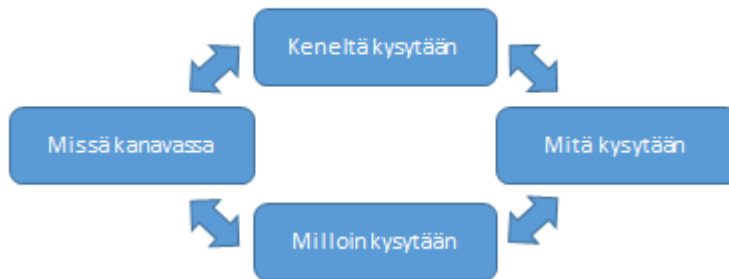 Keneltä kysytään
Missä kanavassa
Mitä kysytään
Milloin kysytään